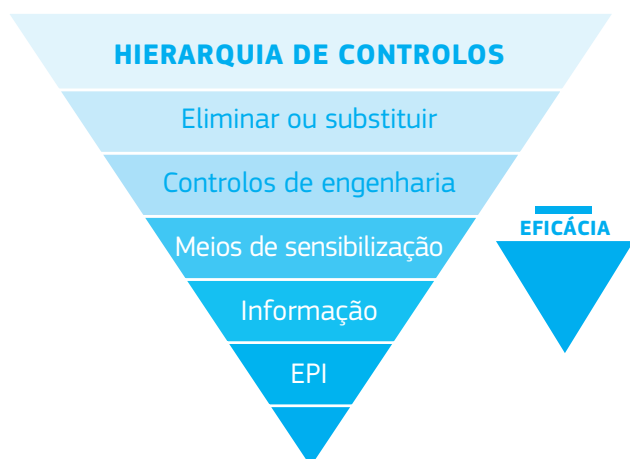 HIERARQUIA DE CONTROLOS
Eliminar ou substituir
Controlos de engenharia
EFICÁCIA
Meios de sensibilização
Informação
EPI